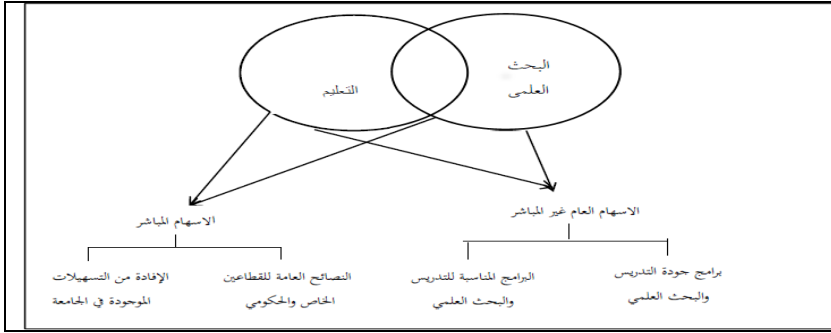 البحث
العلمى
التعليم
الاسهام العام غير المباشر
الاسهام المباشر
برامج جودة التدريس
والبحث العلمي
البرامج المناسبة للتدريس
والبحث العلمي
النصائح العامة للقطاعين
الخاص والحكومي
الإفادة من التسهيلات
الموجودة في الجامعة